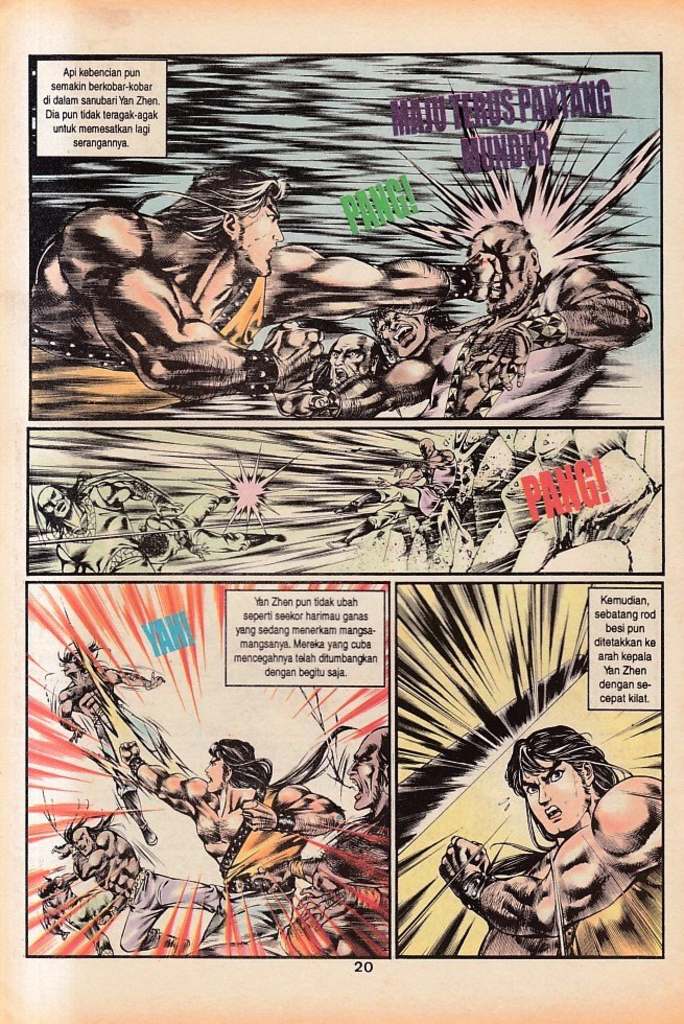 Api kebencian pun
semakin berkobar-kobar
di dalam sanubari Yan Zhen.
Dia pun tidak teragak-agak
untuk memesatkan lagi
serangannya.
MAJU TERUS PANTANG
MUNDUR
PANG!
PANG!
YAH!
Yan Zhen pun tidak ubah
seperti seekor harimau ganas
yang sedang menerkam mangsa-
mangsanya. Mereka yang cuba
mencegahnya telah ditumbangkan
dengan begitu saja.
Kemudian,
sebatang rod
besi pun
ditetakkan ke
arah kepala
Yan Zhen
dengan se-
cepat kilat.
20